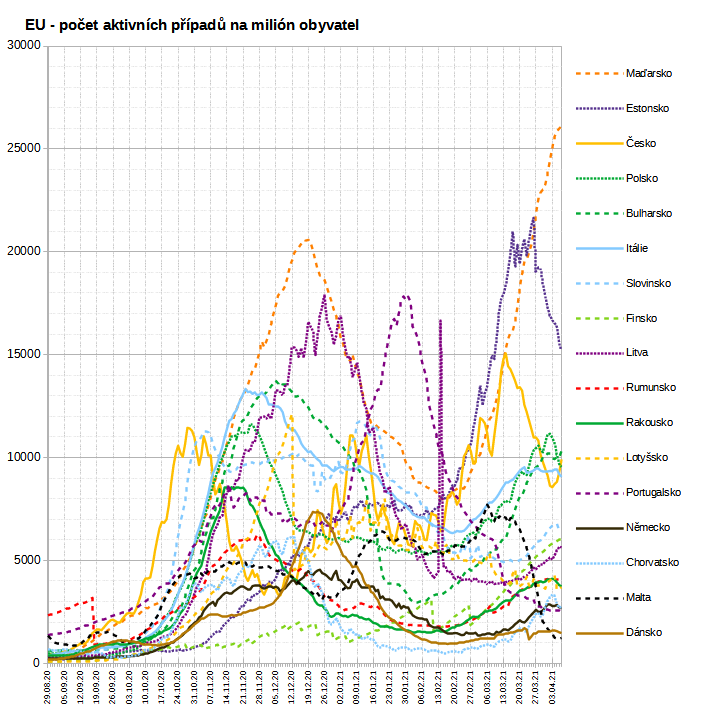 EU - počet aktivních případů na milión obyvatel
30000
25000
20000
15000
10000
5000
0
Maďarsko
Estonsko
Česko
Polsko
Bulharsko
Itálie
Slovinsko
Finsko
Litva
Rumunsko
Rakousko
Lotyšsko
Portugalsko
Německo
Chorvatsko
Malta
Dánsko
29.08.20
05.09.20
12.09.20
19.09.20
26.09.20
03.10.20
10.10.20
17.10.20
24.10.20
31.10.20
07.11.20
14.11.20
21.11.20
28.11.20
05.12.20
12.12.20
19.12.20
26.12.20
02.01.21
09.01.21
16.01.21
23.01.21
30.01.21
06.02.21
13.02.21
20.02.21
27.02.21
06.03.21
13.03.21
20.03.21
27.03.21
03.04.21